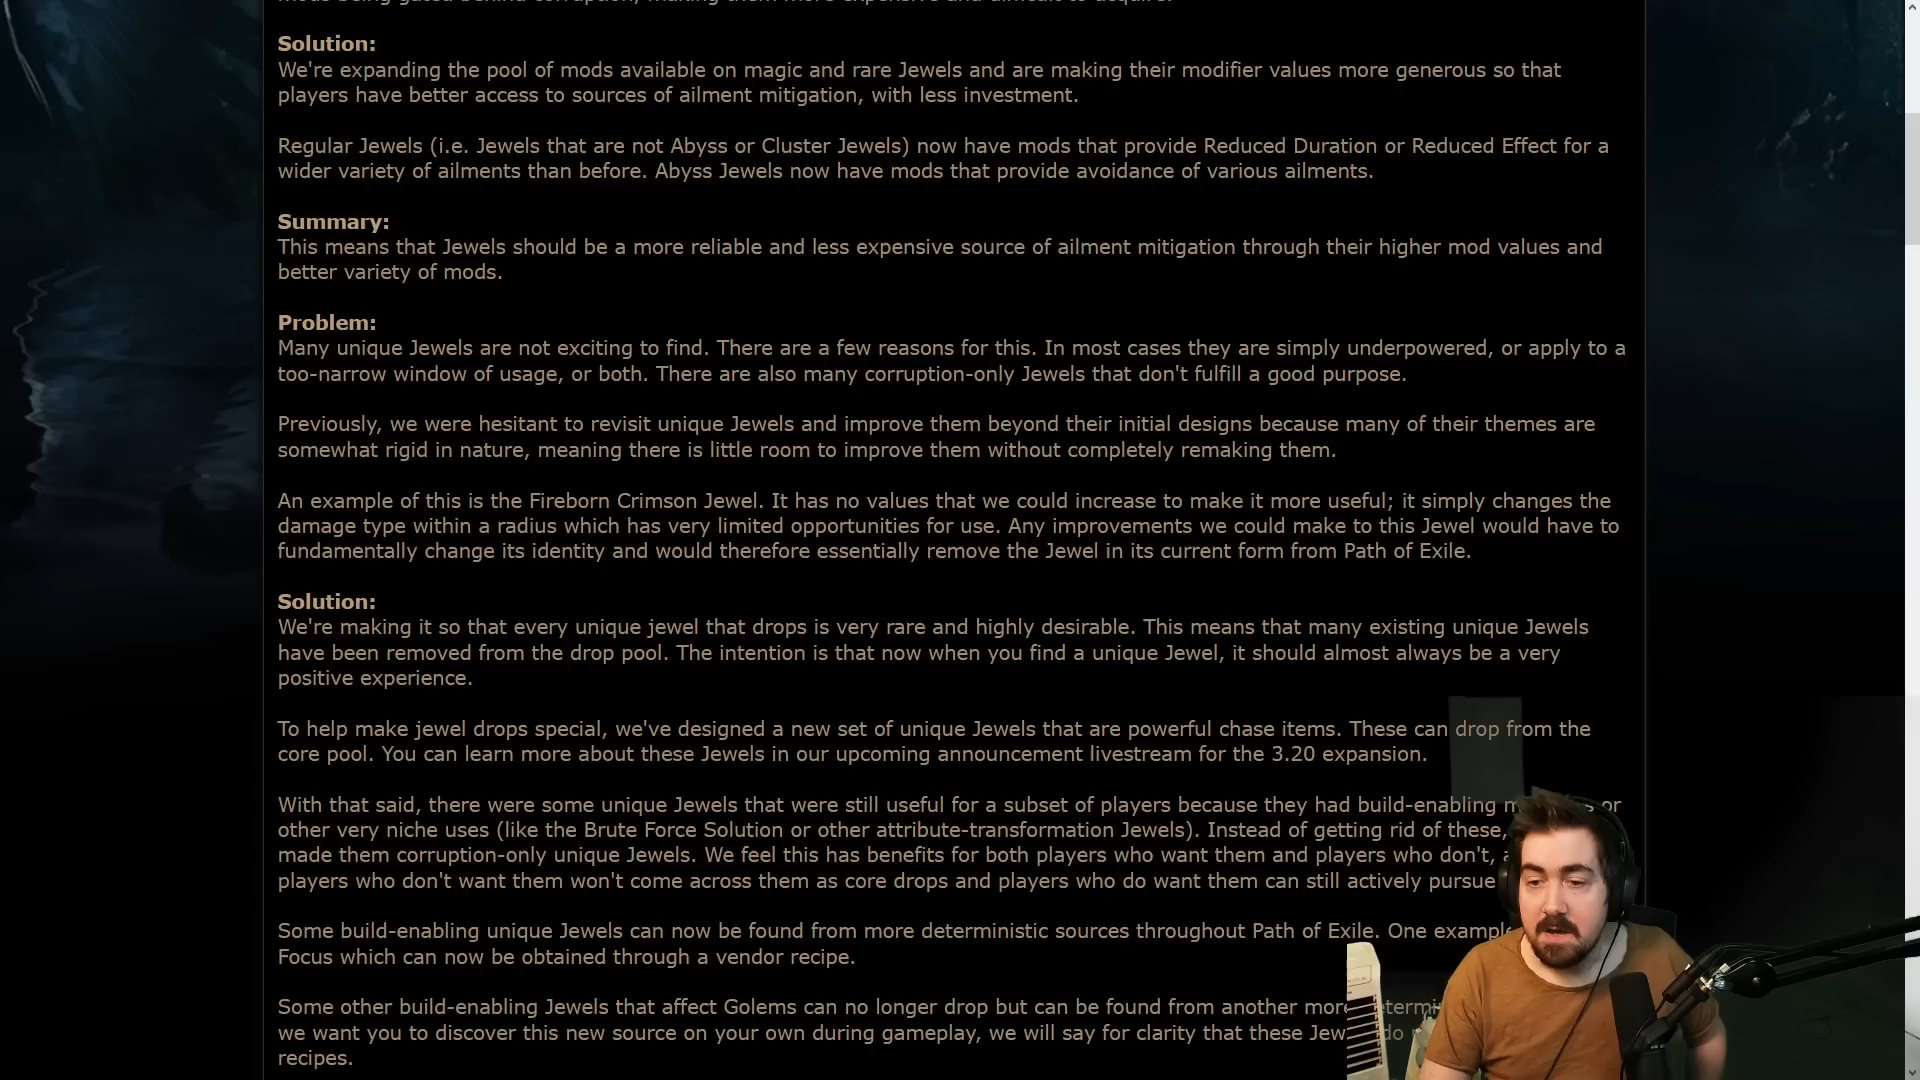 Solution:
We're expanding the pool of mods available on magic and rare Jewels and are making their modifier values more generous so that
players have better access to sources of ailment mitigation, with less investment.
Regular Jewels (i.e. Jewels that are not Abyss or Cluster Jewels) now have mods that provide Reduced Duration or Reduced Effect for a
wider variety of ailments than before. Abyss Jewels now have mods that provide avoidance of various ailments.
Summary:
This means that Jewels should be a more reliable and less expensive source of ailment mitigation through their higher mod values and
better variety of mods.
Problem:
Many unique Jewels are not exciting to find. There are a few reasons for this. In most cases they are simply underpowered, or apply to a
too-narrow window of usage, or both. There are also many corruption-only Jewels that don't fulfill a good purpose.
Previously, we were hesitant to revisit unique Jewels and improve them beyond their initial designs because many of their themes are
somewhat rigid in nature, meaning there is little room to improve them without completely remaking them.
An example of this is the Fireborn Crimson Jewel. It has no values that we could increase to make it more useful; it simply changes the
damage type within a radius which has very limited opportunities for use. Any improvements we could make to this Jewel would have to
fundamentally change its identity and would therefore essentially remove the Jewel in its current form from Path of Exile.
Solution:
We're making it so that every unique jewel that drops is very rare and highly desirable. This means that many existing unique Jewels
have been removed from the drop pool. The intention is that now when you find a unique Jewel, it should almost always be a very
positive experience.
To help make jewel drops special, we've designed a new set of unique Jewels that are powerful chase items. These can drop from the
core pool. You can learn more about these Jewels in our upcoming announcement livestream for the 3.20 expansion.
With that said, there were some unique Jewels that were still useful for a subset of players because they had build-enabling or
other very niche uses (like the Brute Force Solution or other attribute-transformation Jewels). Instead of getting rid of these,
made them corruption-only unique Jewels. We feel this has benefits for both players who want them and players who don't,
players who don't want them won't come across them as core drops and players who do want them can still actively pursue
Some build-enabling unique Jewels can now be found from more deterministic sources throughout Path of Exile. One example
Focus which can now be obtained through a vendor recipe.
Some other build-enabling Jewels that affect Golems can no longer drop but can be found from another more
we want you to discover this new source on your own during gameplay, we will say for clarity that these do
recipes.